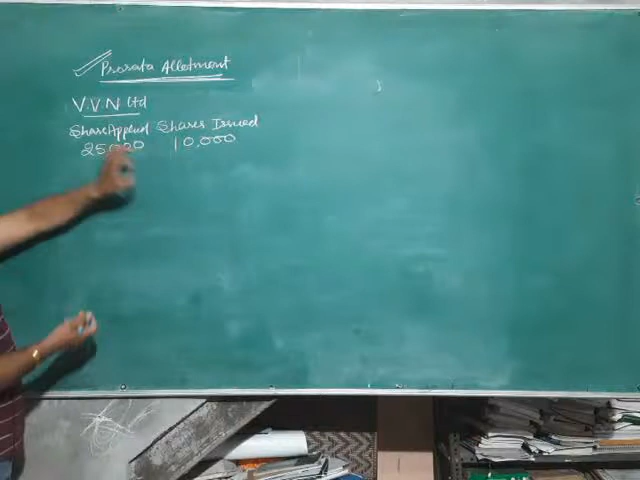 Prorata Allotment
V.V.N Ltd
Share Applied Shares Issued
25000 10,000